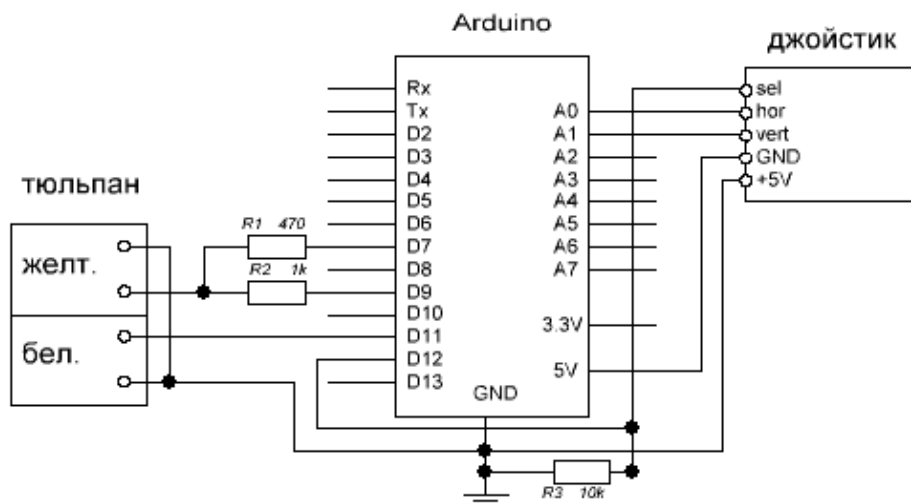 Arduino
джойстик
тюльпан
желт.
бел.
R1 470
R2 1k
Rx
Tx
D2
D3
D4
D5
D6
D7
D8
D9
D10
D11
D12
D13
GND
A0
A1
A2
A3
A4
A5
A6
A7
3.3V
5V
sel
hor
vert
GND
+5V
R3 10k